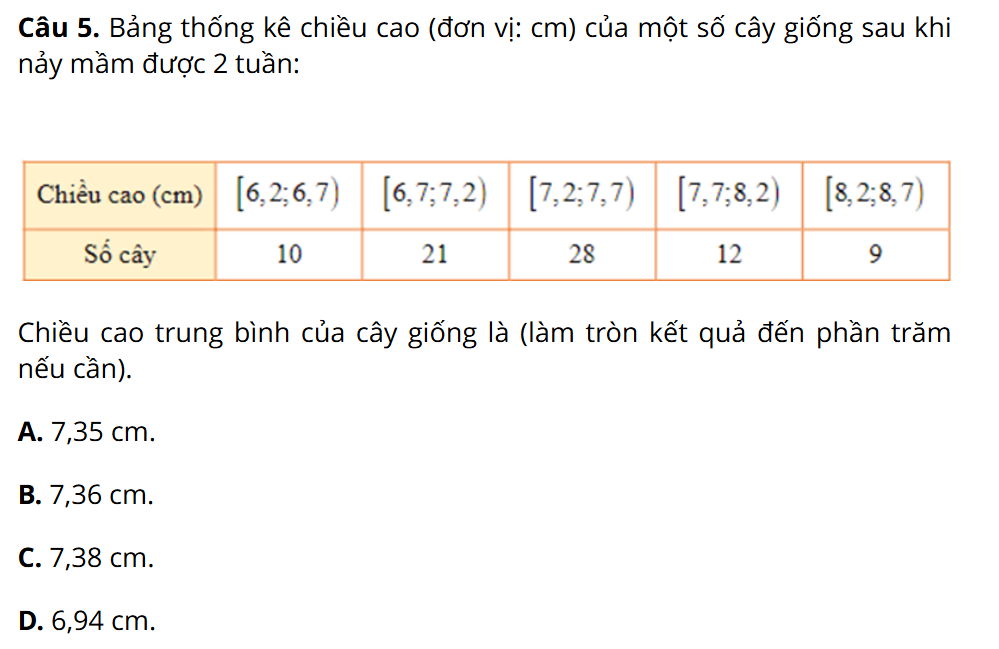 Câu 5. Bảng thống kê chiều cao (đơn vị: cm) của một số cây giống sau khi
nảy mầm được 2 tuần:
Chiều cao (cm) [6,2;6,7) [6,7;7,2) [7,2;7,7) [7,7;8,2) [8,2;8,7)
Số cây 10 21 28 12 9
Chiều cao trung bình của cây giống là (làm tròn kết quả đến phần trăm
nếu cần).
A. 7,35 cm.
B. 7,36 cm.
C. 7,38 cm.
D. 6,94 cm.